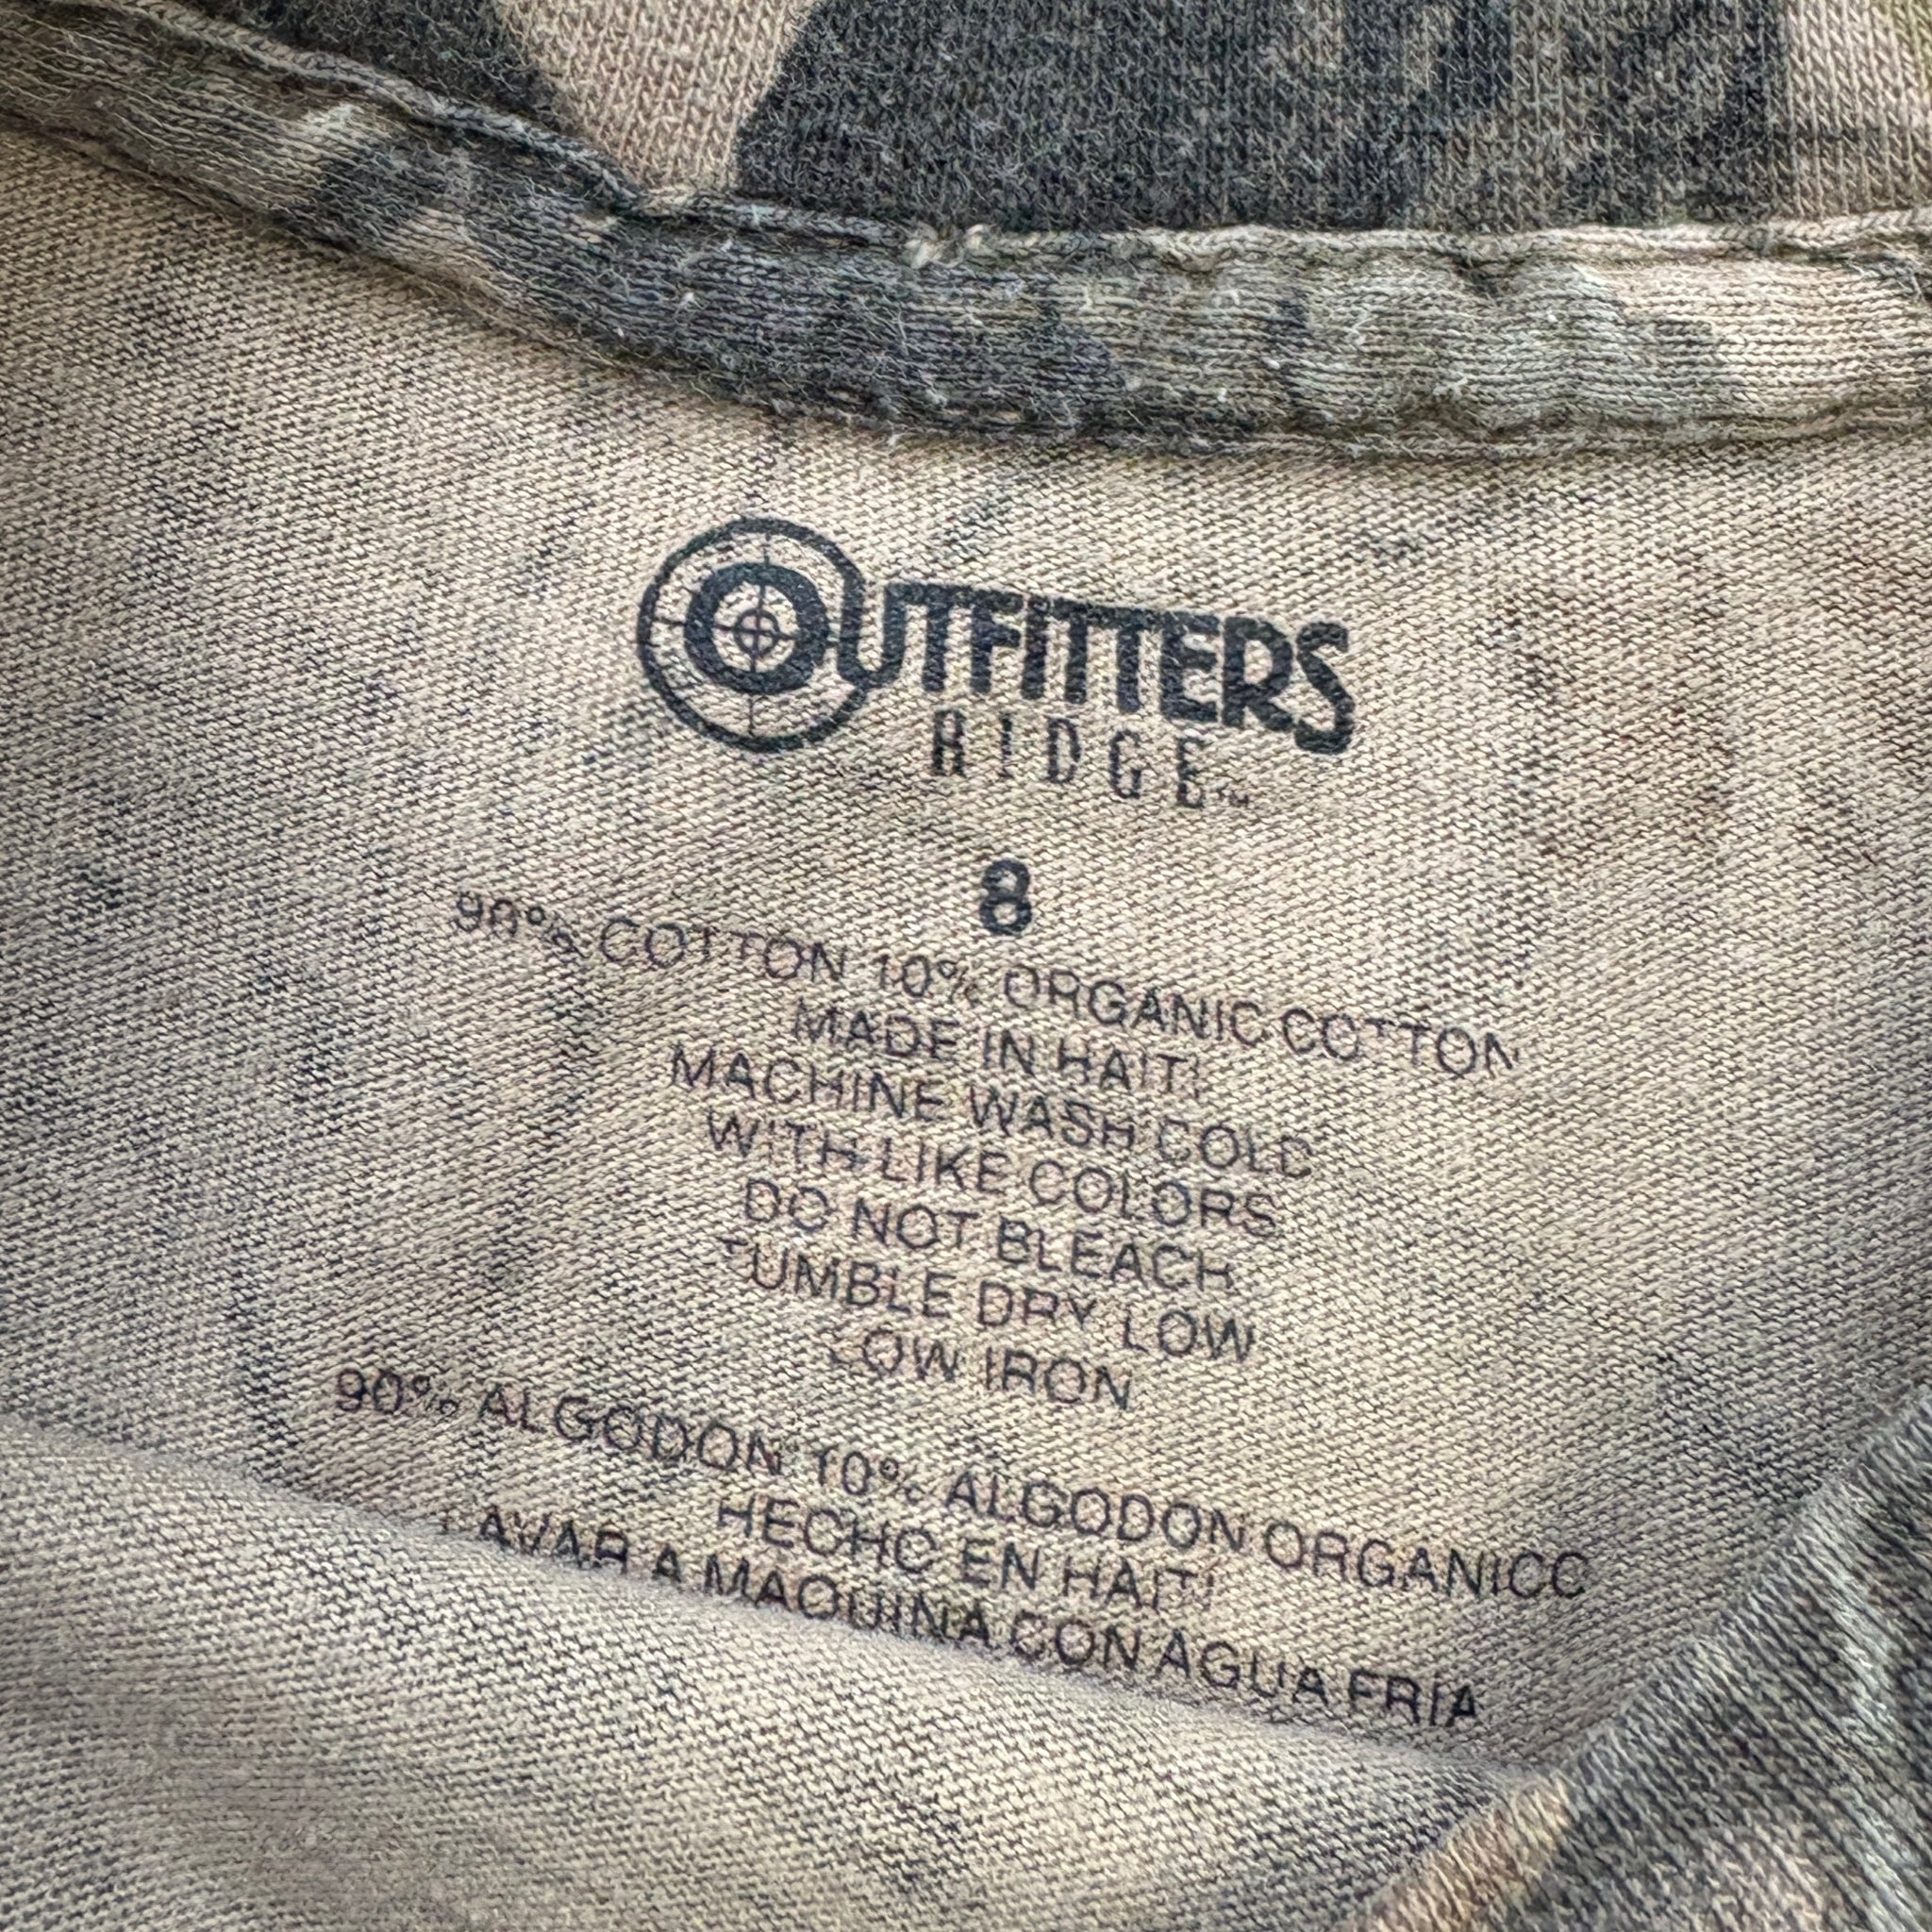 OUTFITTERS
RIDGE™
8
90% COTTON 10% ORGANIC COTTON
MADE IN HAITI
MACHINE WASH COLD
WITH LIKE COLORS
DO NOT BLEACH
TUMBLE DRY LOW
LOW IRON
90% ALGODON 10% ALGODON ORGANICO
HECHO EN HAITI
LAVAR A MAQUINA CON AGUA FRIA